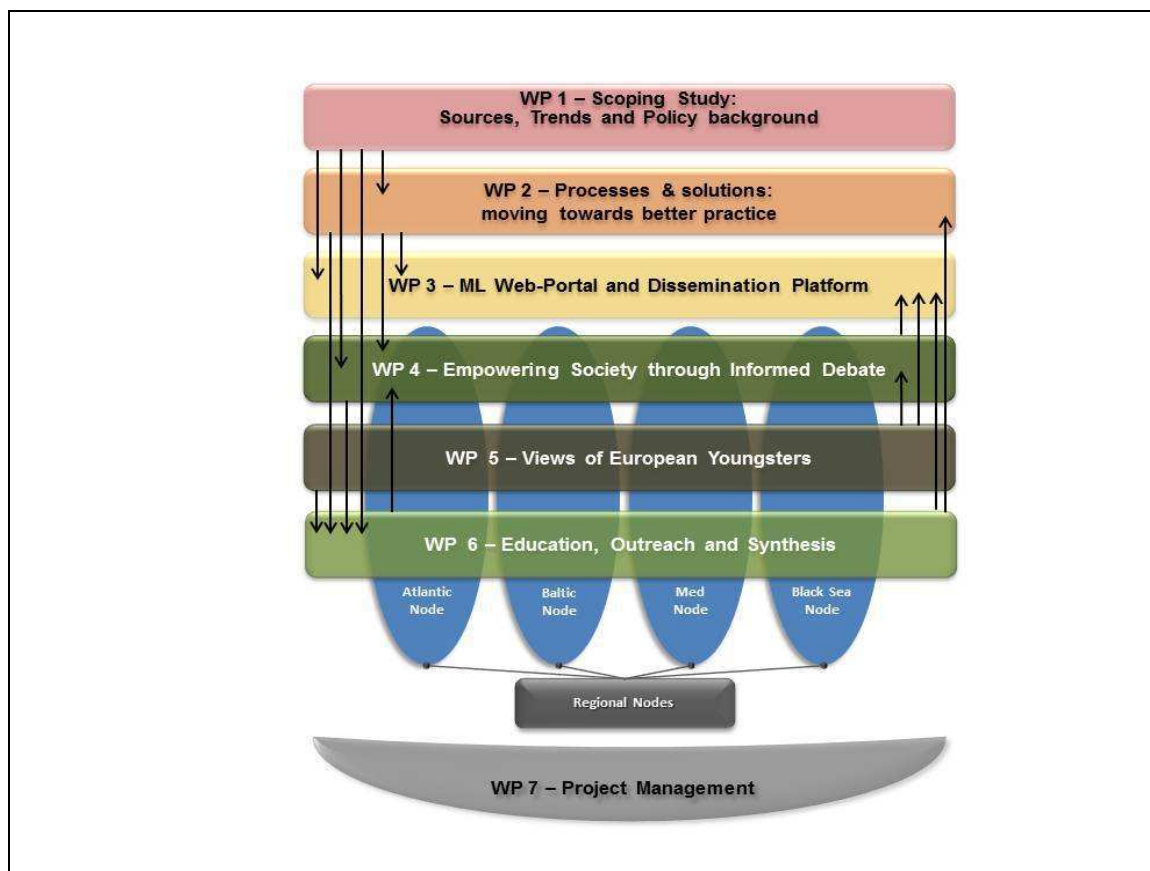 WP 1 – Scoping Study:
Sources, Trends and Policy background
WP 2 – Processes & solutions:
moving towards better practice
WP 3 – ML Web-Portal and Dissemination Platform
WP 4 – Empowering Society through Informed Debate
WP 5 – Views of European Youngsters
WP 6 – Education, Outreach and Synthesis
Atlantic
Node
Baltic
Node
Med
Node
Black Sea
Node
Regional Nodes
WP 7 – Project Management